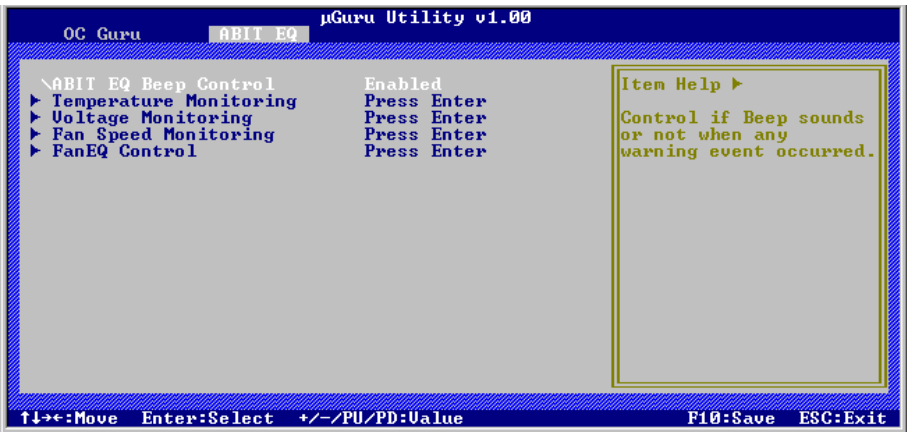 µGuru Utility v1.00
OC Guru ABIT EQ
\ABIT EQ Beep Control Enabled
► Temperature Monitoring Press Enter
► Voltage Monitoring Press Enter
► Fan Speed Monitoring Press Enter
► FanEQ Control Press Enter
Item Help ►
Control if Beep sounds
or not when any
warning event occurred.
↑↓→←:Move Enter:Select +/-/PU/PD:Value F10:Save ESC:Exit